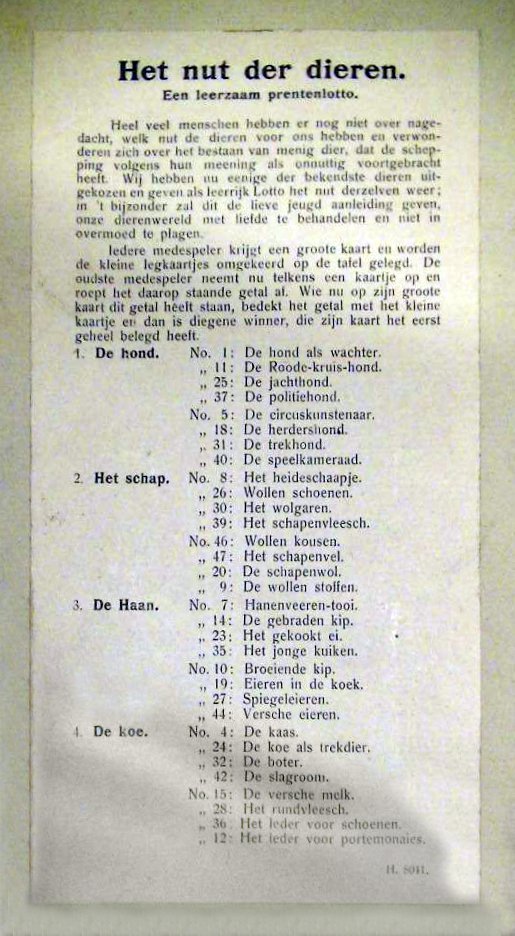 Het nut der dieren.
Een leerzaam prentenlotto.
Heel veel menschen hebben er nog niet over nage-
dacht, welk nut de dieren voor ons hebben en verwon-
deren zich over het bestaan van menig dier, dat de schep-
ping volgens hun meening als onnuttig voortgebracht
heeft. Wij hebben nu eenige der bekendste dieren uit-
gekozen en geven als leerrijk Lotto het nut derzelven weer;
in 't bijzonder zal dit de lieve jeugd aanleiding geven,
onze dierenwereld met liefde te behandelen en niet in
overmoed te plagen.
Iedere medespeler krijgt een groote kaart en worden
de kleine legkaartjes omgekeerd op de tafel gelegd. De
oudste medespeler neemt nu telkens een kaartje op en
roept het daarop staande getal af. Wie nu op zijn groote
kaart dit getal heeft staan, bedekt het getal met het kleine
kaartje en dan is diegene winner, die zijn kaart het eerst
geheel belegd heeft.
1. De hond. No. 1: De hond als wachter.
„ 11: De Roode-kruis-hond.
„ 25: De jachthond.
„ 37: De politiehond.
No. 5: De circuskunstenaar.
„ 18: De herdershond.
„ 31: De trekhond.
„ 40: De speelkameraad.
2. Het schap. No. 8: Het heideschaapje.
„ 26: Wollen schoenen.
„ 30: Het wolgaren.
„ 39: Het schapenvleesch.
No. 46: Wollen kousen.
„ 47: Het schapenvel.
„ 20: De schapenwol.
„ 9: De wollen stoffen.
3. De Haan. No. 7: Hanenveeren-tooi.
„ 14: De gebraden kip.
„ 23: Het gekookt ei.
„ 35: Het jonge kuiken.
No. 10: Broeiende kip.
„ 19: Eieren in de koek.
„ 27: Spiegeleieren.
„ 44: Versche eieren.
4. De koe. No. 4: De kaas.
„ 24: De koe als trekdier.
„ 32: De boter.
„ 42: De slagroom.
No. 15: De versche melk.
„ 28: Het rundvleesch.
„ 36: Het leder voor schoenen.
„ 12: Het leder voor portemonaies.
H. 8011.